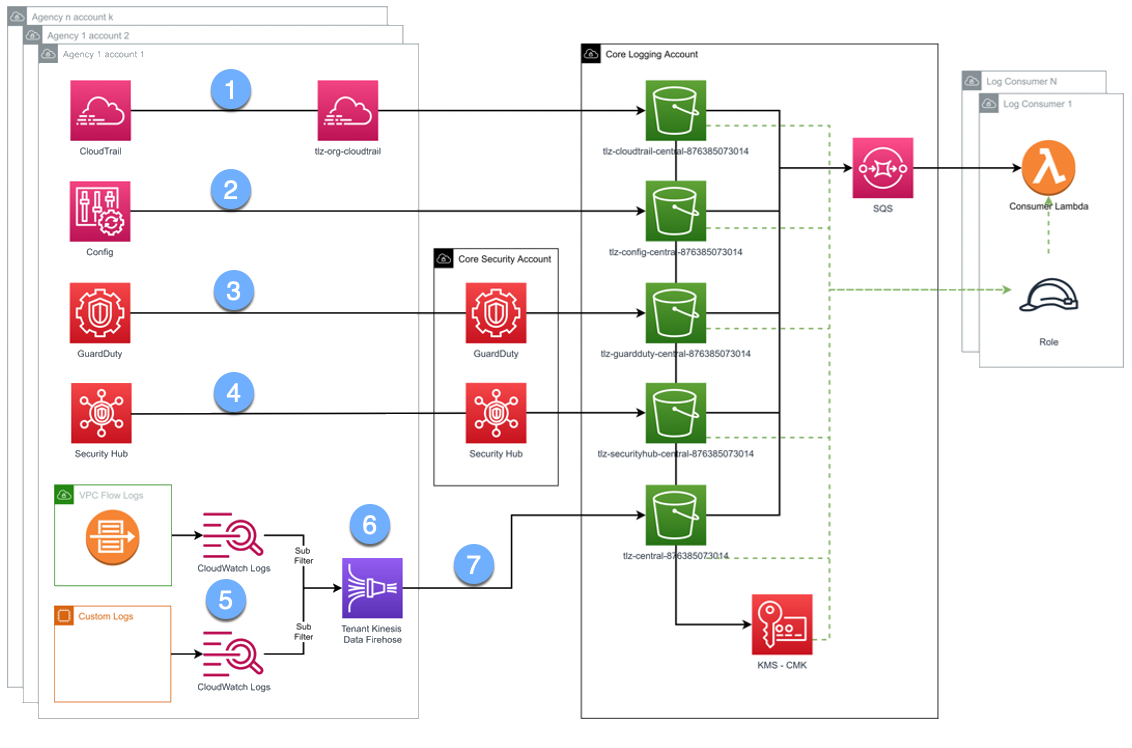 Agency n account k
Agency 1 account 2
Agency 1 account 1
Core Logging Account
Log Consumer N
Log Consumer 1
1
CloudTrail
tlz-org-cloudtrail
tlz-cloudtrail-central-876385073014
SQS
Consumer Lambda
2
Config
tlz-config-central-876385073014
Core Security Account
3
GuardDuty
GuardDuty
tlz-guardduty-central-876385073014
Role
4
Security Hub
Security Hub
tlz-securityhub-central-876385073014
VPC Flow Logs
CloudWatch Logs
Sub
Filter
6
7
tlz-central-876385073014
5
Custom Logs
CloudWatch Logs
Sub
Filter
Tenant Kinesis
Data Firehose
KMS - CMK